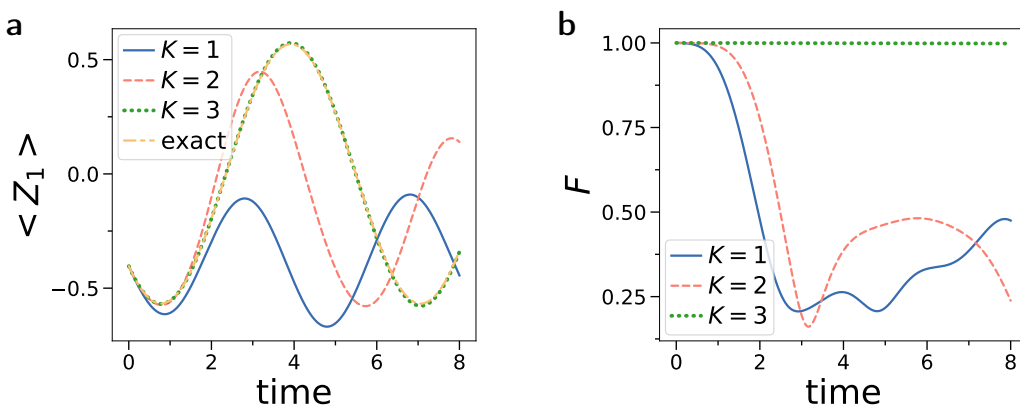 a
K = 1
K = 2
K = 3
exact
< Z₁ >
0.5
0.0
−0.5
0
2
4
6
8
time
b
1.00
0.75
0.50
0.25
F
K = 1
K = 2
K = 3
0
2
4
6
8
time